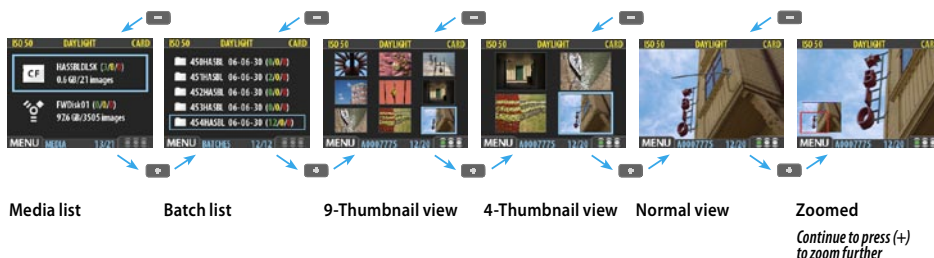 ISO 50 DAYLIGHT CARD
CF HASSBLDLSK (3/0/0)
0.6 GB/21 images
FWDisk01 (0/0/0)
926 GB/3505 images
MENU MEDIA 13/21
ISO 50 DAYLIGHT CARD
450HASBL 06-06-30 (0/0/0)
451HASBL 06-06-30 (0/0/0)
452HASBL 06-06-30 (0/0/0)
453HASBL 06-06-30 (0/0/0)
454HASBL 06-06-30 (12/0/0)
MENU BATCHES 12/12
ISO 50 DAYLIGHT CARD
MENU A0007775 12/20
ISO 50 DAYLIGHT CARD
MENU A0007775 12/20
ISO 50 DAYLIGHT CARD
MENU A0007775 12/20
ISO 50 DAYLIGHT CARD
MENU A0007775 12/20
Media list
Batch list
9-Thumbnail view
4-Thumbnail view
Normal view
Zoomed
Continue to press (+)
to zoom further